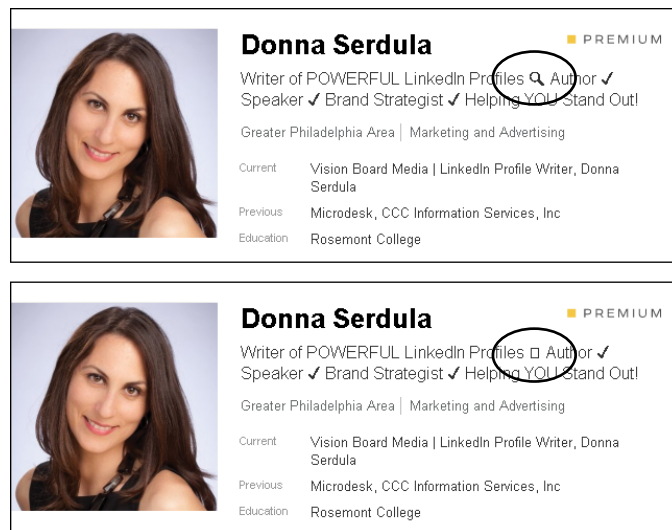 Donna Serdula
PREMIUM
Writer of POWERFUL LinkedIn Profiles 🔍 Author ✔
Speaker ✔ Brand Strategist ✔ Helping YOU Stand Out!
Greater Philadelphia Area | Marketing and Advertising
Current Vision Board Media | LinkedIn Profile Writer, Donna
Serdula
Previous Microdesk, CCC Information Services, Inc
Education Rosemont College
Donna Serdula
PREMIUM
Writer of POWERFUL LinkedIn Profiles □ Author ✔
Speaker ✔ Brand Strategist ✔ Helping YOU Stand Out!
Greater Philadelphia Area | Marketing and Advertising
Current Vision Board Media | LinkedIn Profile Writer, Donna
Serdula
Previous Microdesk, CCC Information Services, Inc
Education Rosemont College